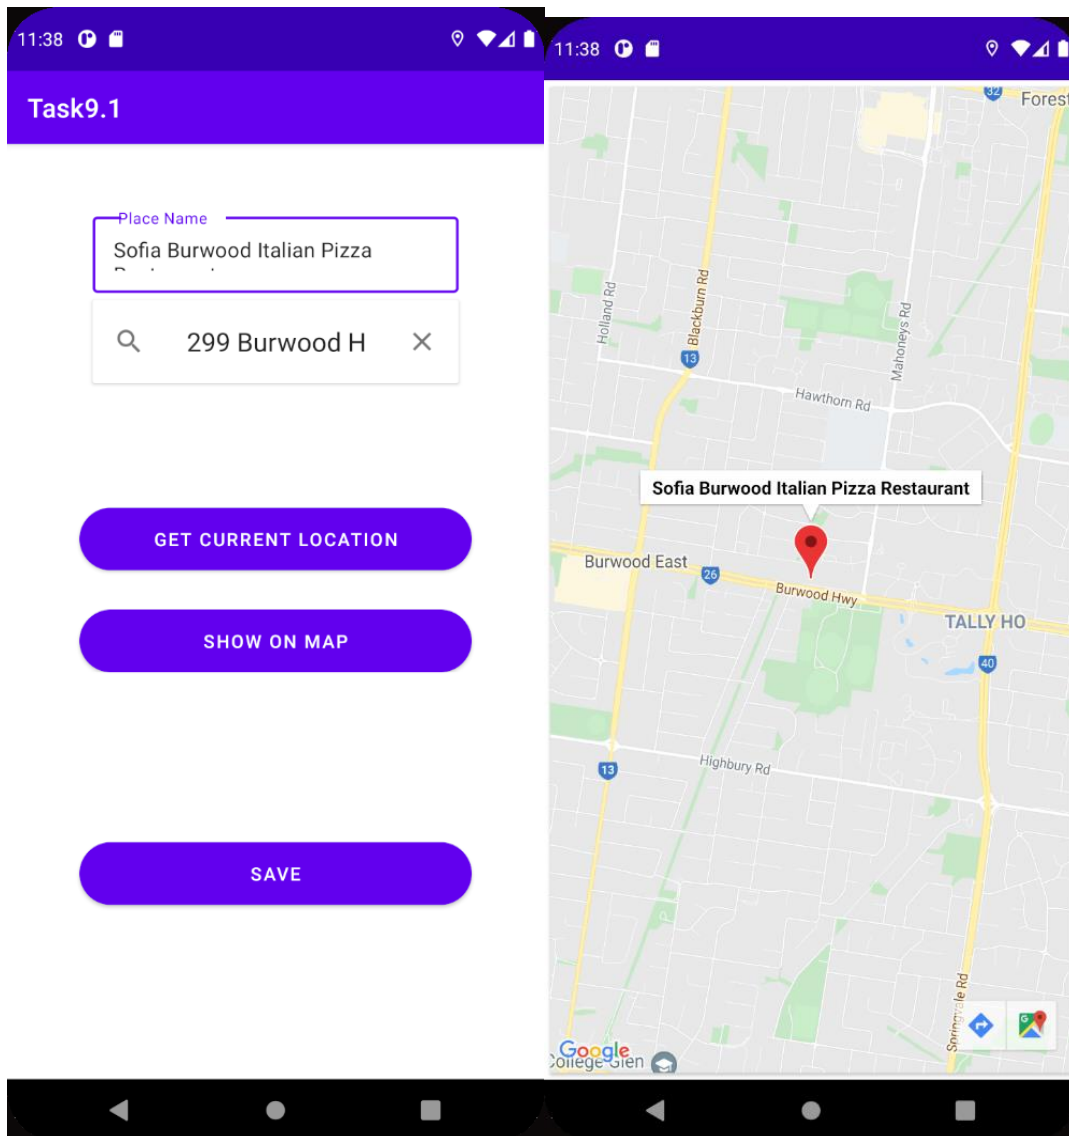 11:38
Task9.1
Place Name
Sofia Burwood Italian Pizza
299 Burwood H
GET CURRENT LOCATION
SHOW ON MAP
SAVE
11:38
32
Forest
Holland Rd
Blackburn Rd
Mahoneys Rd
13
Hawthorn Rd
Sofia Burwood Italian Pizza Restaurant
Burwood East
26
Burwood Hwy
TALLY HO
40
Highbury Rd
13
Springvale Rd
G
Google
College Glen